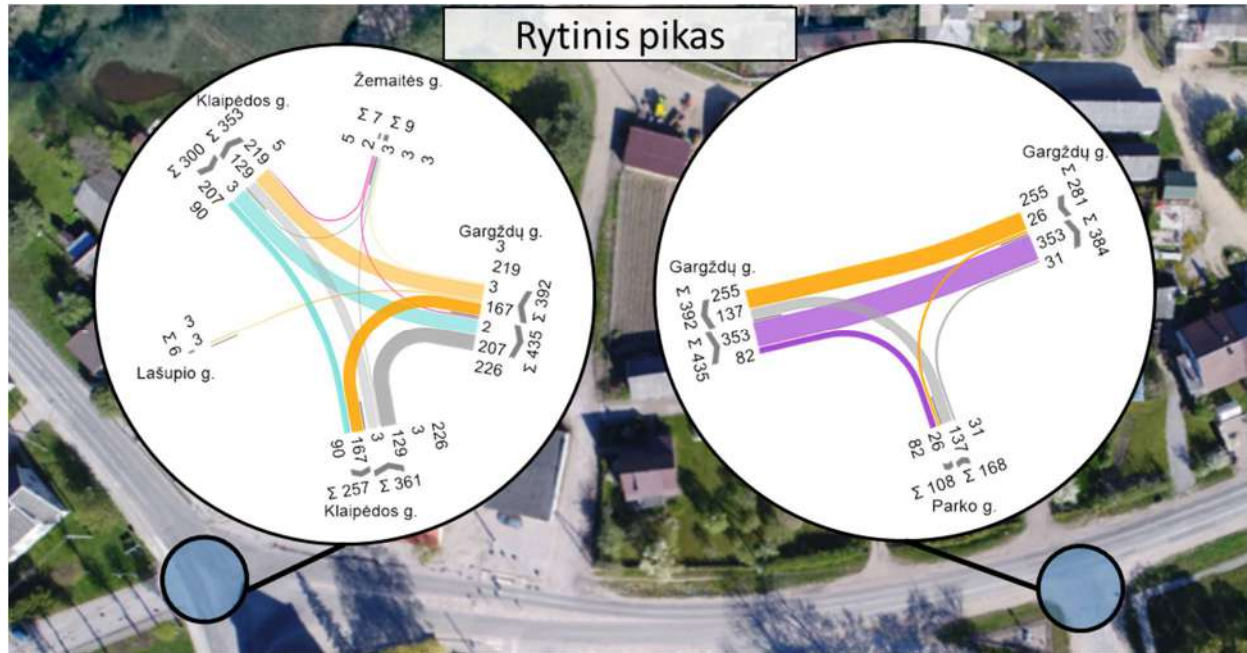 Rytinis pikas
Žemaitės g.
Σ 7 Σ 9
5
2
3
3
3
Klaipėdos g.
Σ 300 Σ 353
90
207
3
129
219
5
Gargždų g.
3
219
3
167
2
207
226
Σ 392
Σ 435
3
3
Σ 6
Lašupio g.
90
167
3
129
3
226
Σ 257 Σ 361
Klaipėdos g.
Gargždų g.
255
26
353
31
Σ 281
Σ 384
Gargždų g.
255
137
353
82
Σ 392
Σ 435
82
26
137
31
Σ 108 Σ 168
Parko g.